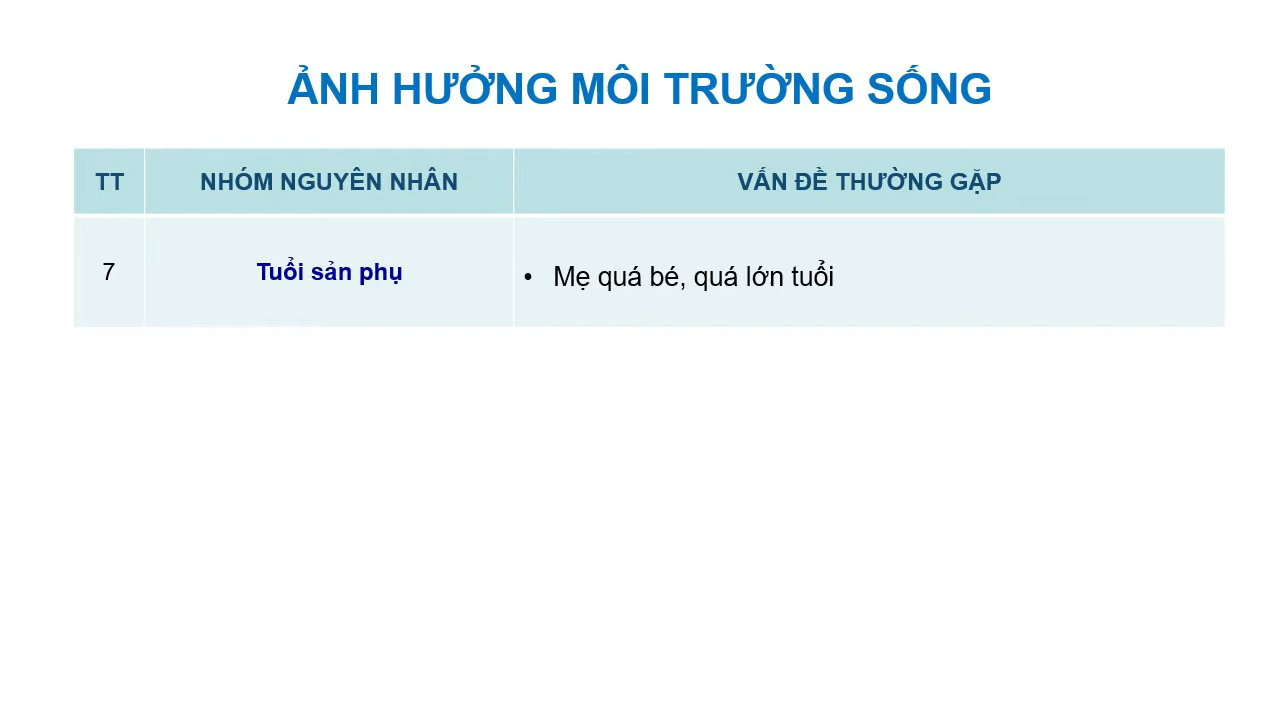 ẢNH HƯỞNG MÔI TRƯỜNG SỐNG
TT NHÓM NGUYÊN NHÂN VẤN ĐỀ THƯỜNG GẶP
7 Tuổi sản phụ • Mẹ quá bé, quá lớn tuổi